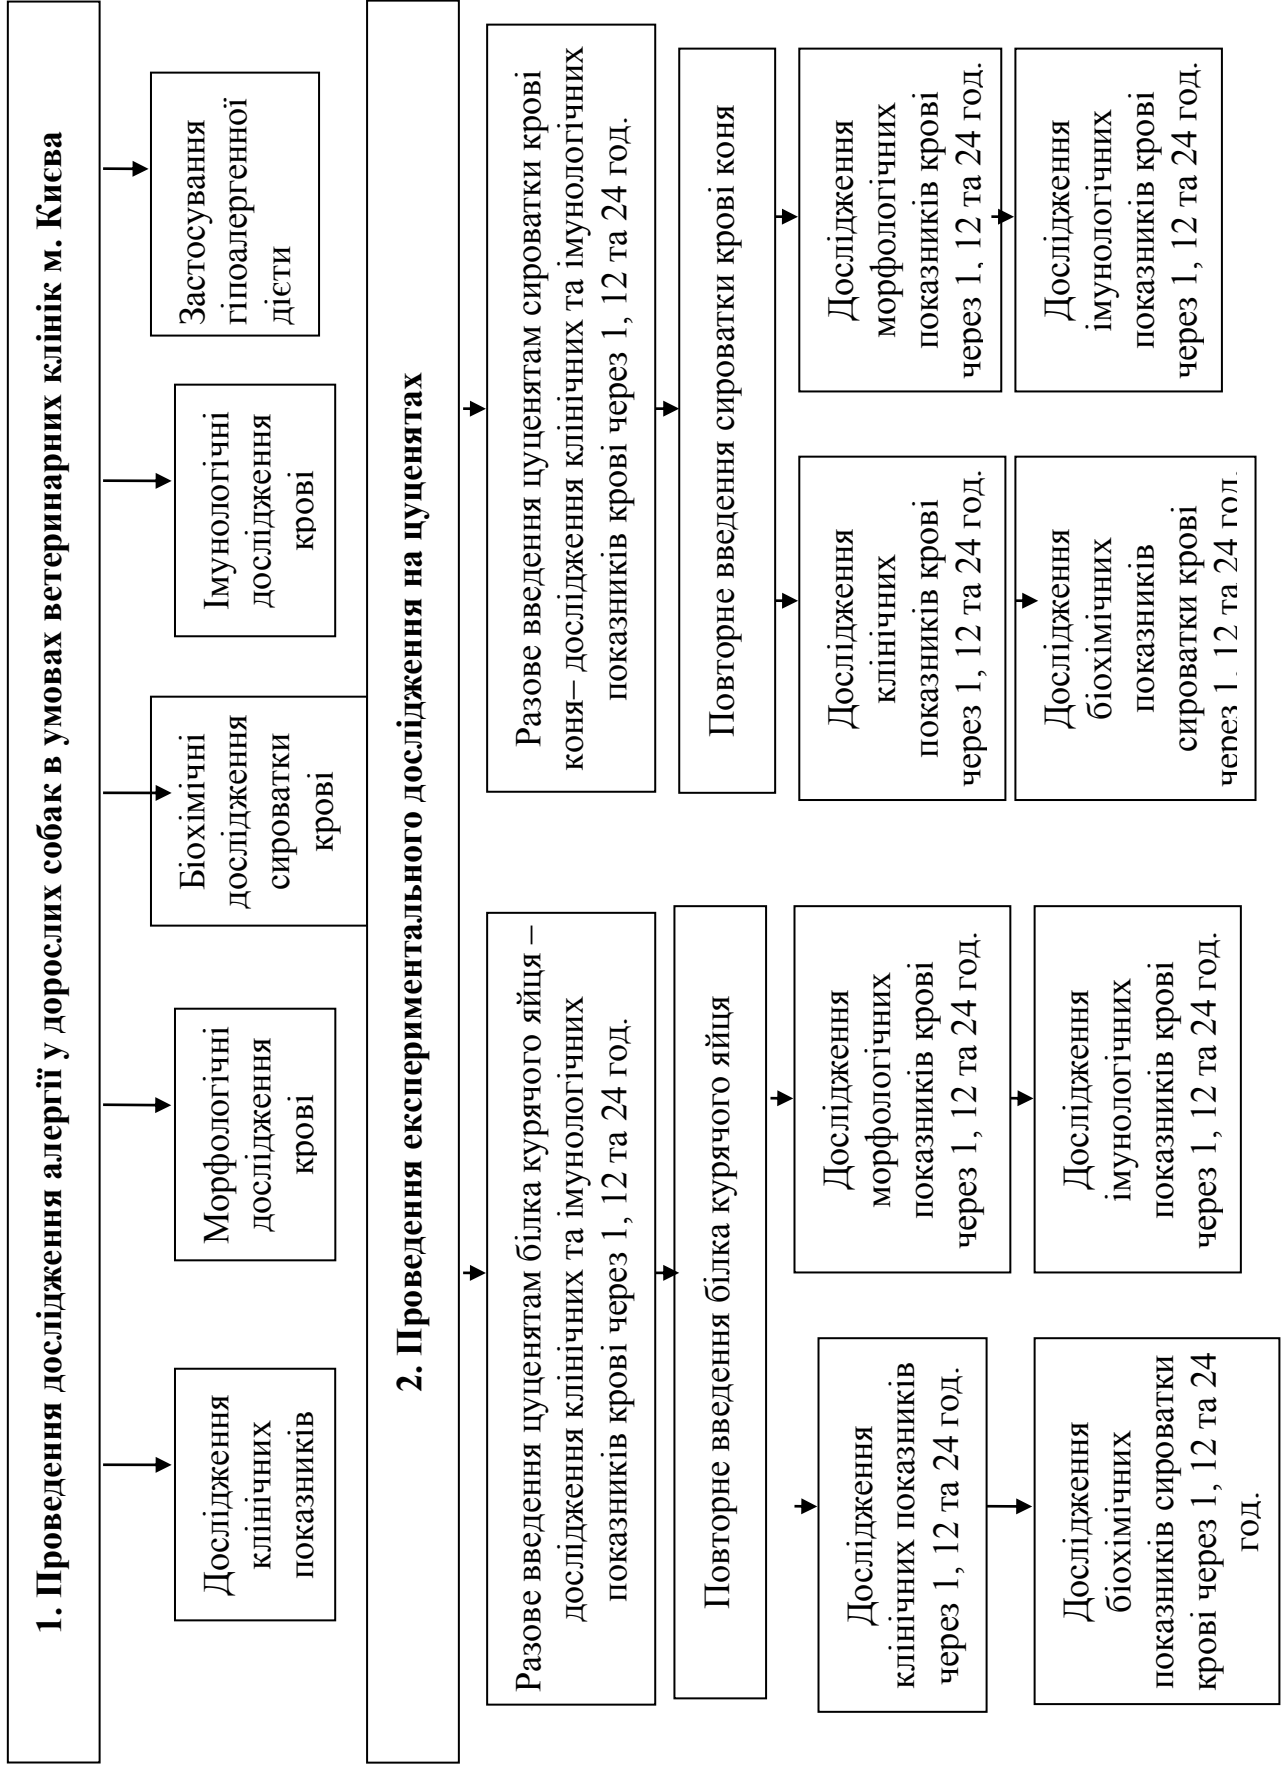 1. Проведення дослідження алергії у дорослих собак в умовах ветеринарних клінік м. Києва
Дослідження
клінічних
показників
Морфологічні
дослідження
крові
Біохімічні
дослідження
сироватки
крові
Імунологічні
дослідження
крові
Застосування
гіпоалергенної
дієти
2. Проведення експериментального дослідження на цуценятах
Разове введення цуценятам білка курячого яйця –
дослідження клінічних та імунологічних
показників крові через 1, 12 та 24 год.
Повторне введення білка курячого яйця
Дослідження
клінічних показників
через 1, 12 та 24 год.
Дослідження
морфологічних
показників крові
через 1, 12 та 24 год.
Дослідження
біохімічних
показників сироватки
крові через 1, 12 та 24
год.
Дослідження
імунологічних
показників крові
через 1, 12 та 24 год.
Разове введення цуценятам сироватки крові
коня– дослідження клінічних та імунологічних
показників крові через 1, 12 та 24 год.
Повторне введення сироватки крові коня
Дослідження
клінічних
показників крові
через 1, 12 та 24 год.
Дослідження
морфологічних
показників крові
через 1, 12 та 24 год.
Дослідження
біохімічних
показників
сироватки крові
через 1, 12 та 24 год.
Дослідження
імунологічних
показників крові
через 1, 12 та 24 год.